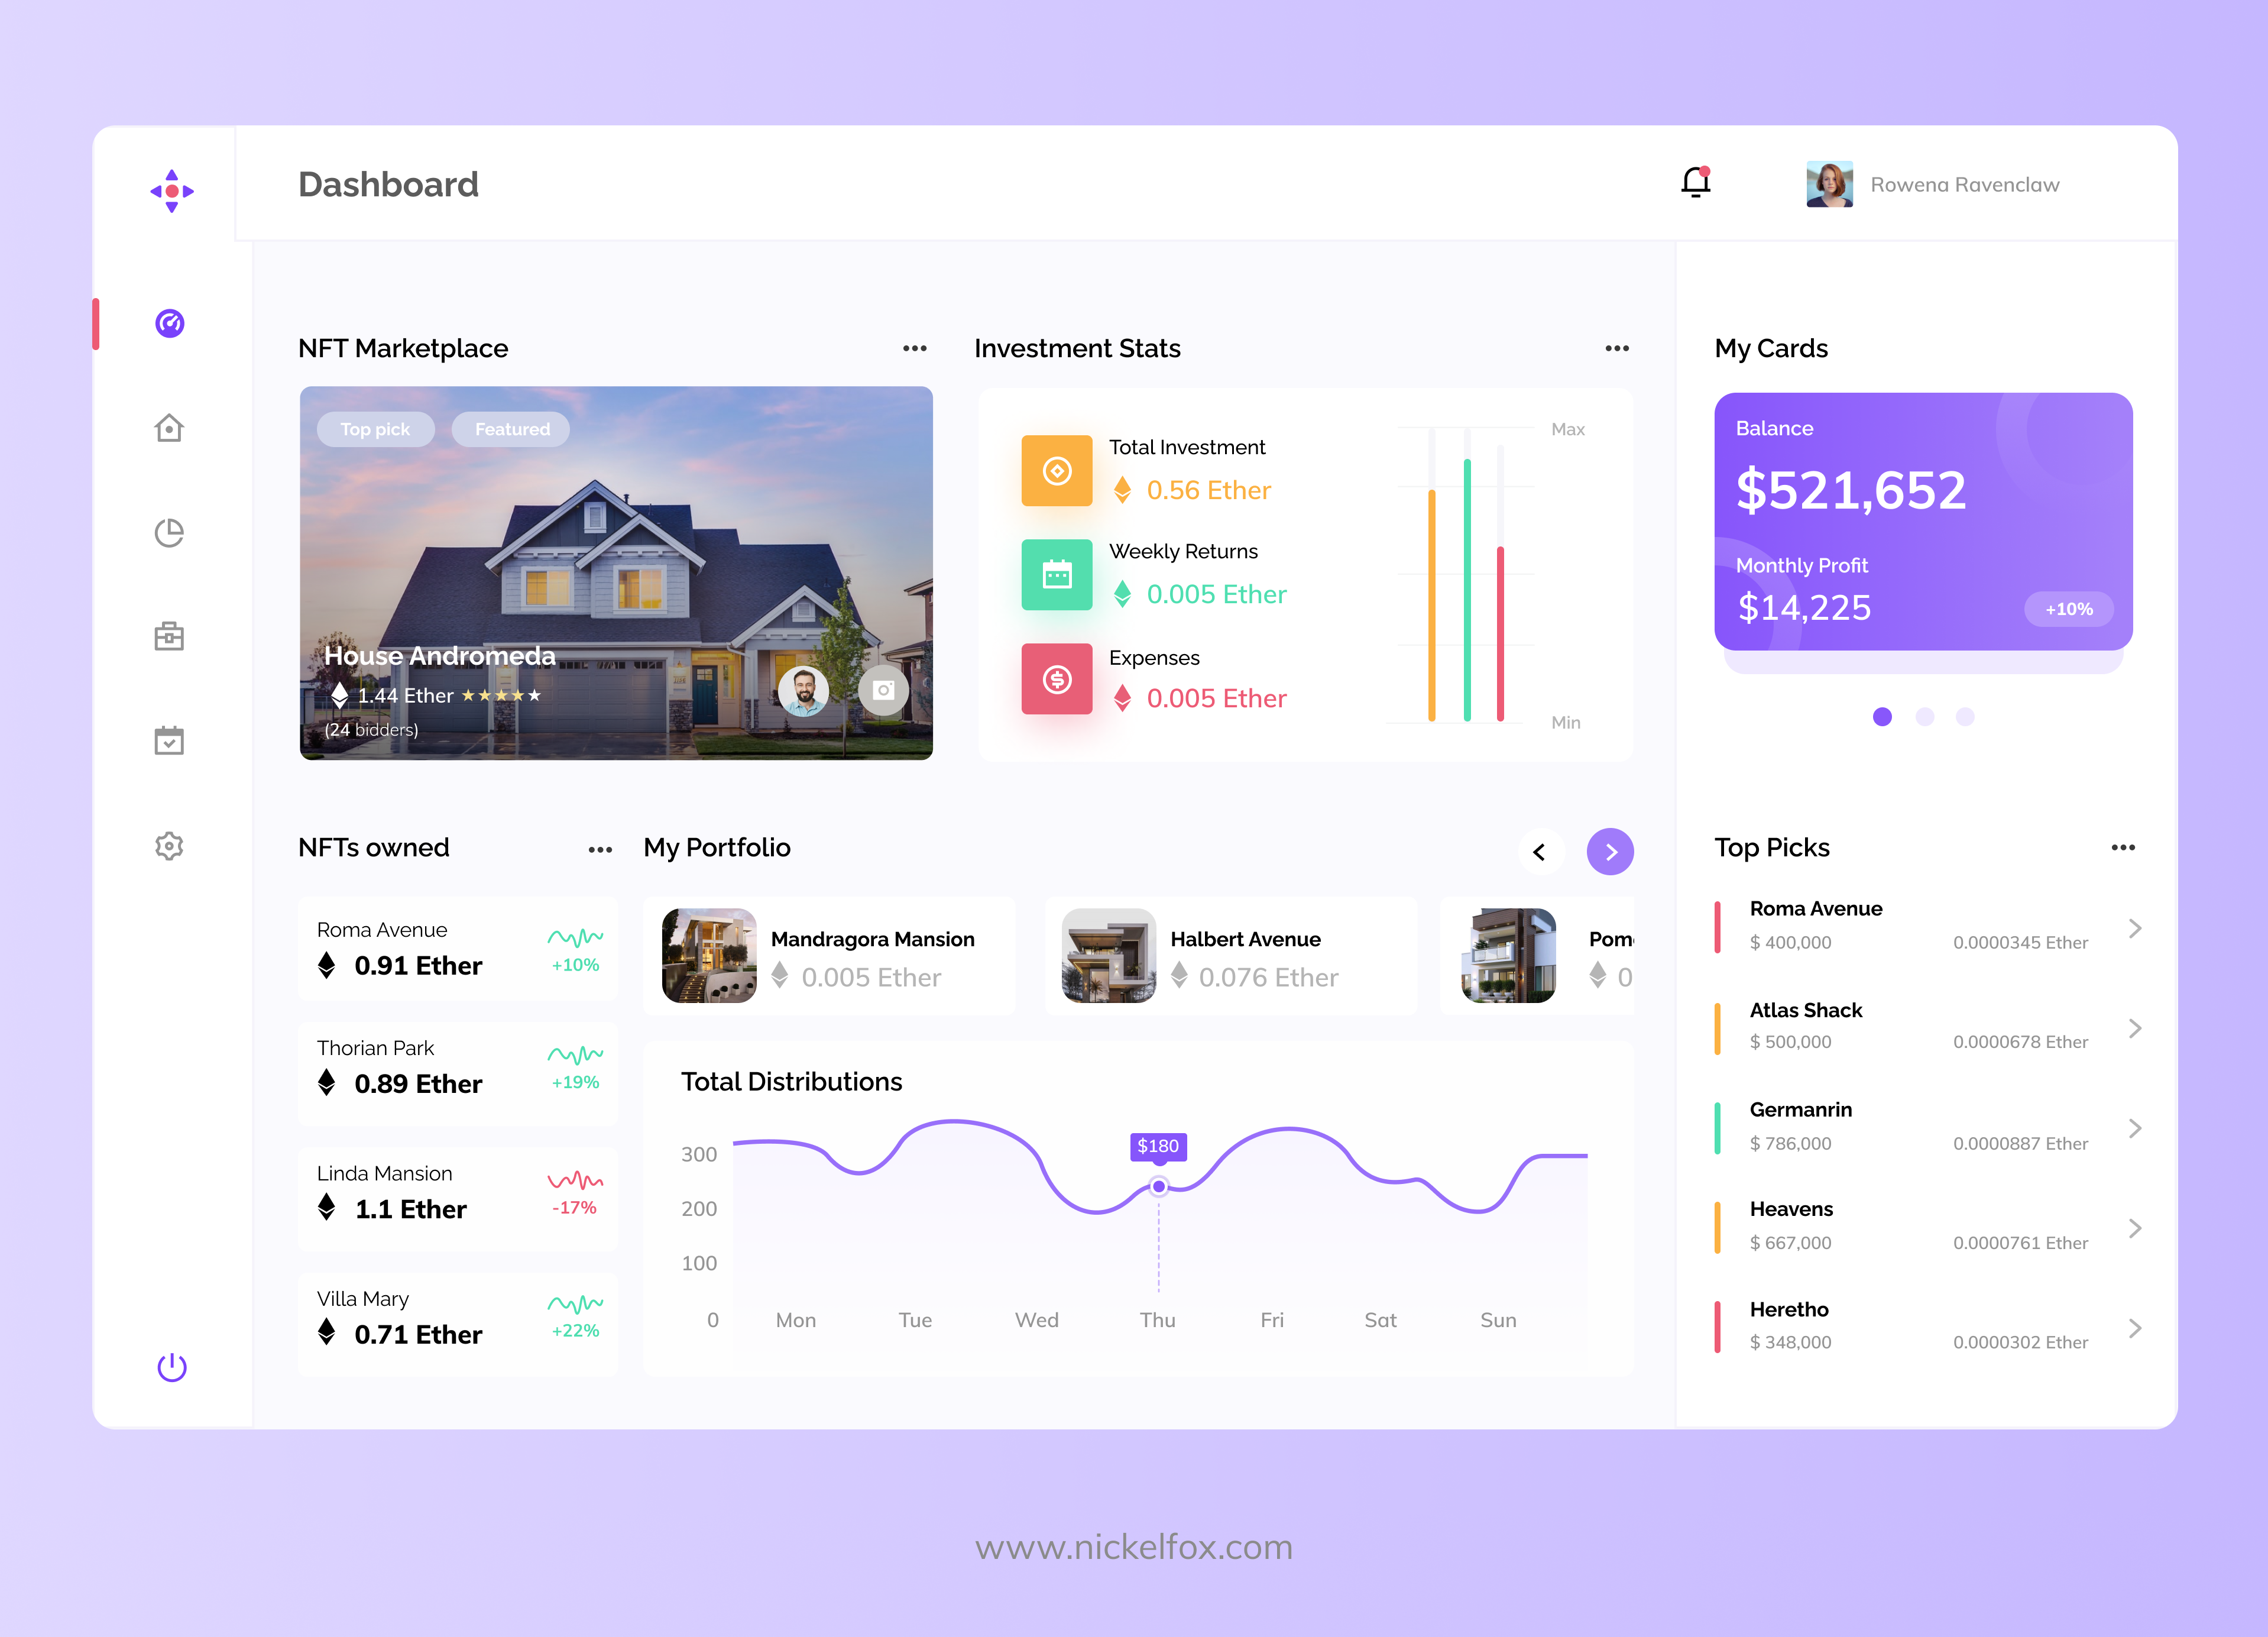 Dashboard
Rowena Ravenclaw
NFT Marketplace
Top pick
Featured
House Andromeda
1.44 Ether
(24 bidders)
Investment Stats
Total Investment
0.56 Ether
Weekly Returns
0.005 Ether
Expenses
0.005 Ether
Max
Min
My Cards
Balance
$521,652
Monthly Profit
$14,225
+10%
NFTs owned
Roma Avenue
0.91 Ether
+10%
Thorian Park
0.89 Ether
+19%
Linda Mansion
1.1 Ether
-17%
Villa Mary
0.71 Ether
+22%
My Portfolio
Mandragora Mansion
0.005 Ether
Halbert Avenue
0.076 Ether
Total Distributions
$180
300
200
100
0
Mon Tue Wed Thu Fri Sat Sun
Top Picks
Roma Avenue
$ 400,000 0.0000345 Ether
Atlas Shack
$ 500,000 0.0000678 Ether
Germanrin
$ 786,000 0.0000887 Ether
Heavens
$ 667,000 0.0000761 Ether
Heretho
$ 348,000 0.0000302 Ether
www.nickelfox.com